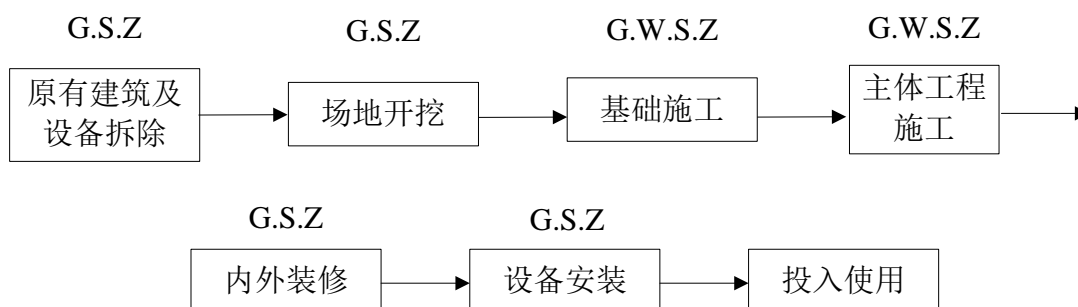 G.S.Z
G.S.Z
G.W.S.Z
G.W.S.Z
原有建筑及
设备拆除
场地开挖
基础施工
主体工程
施工
G.S.Z
G.S.Z
内外装修
设备安装
投入使用